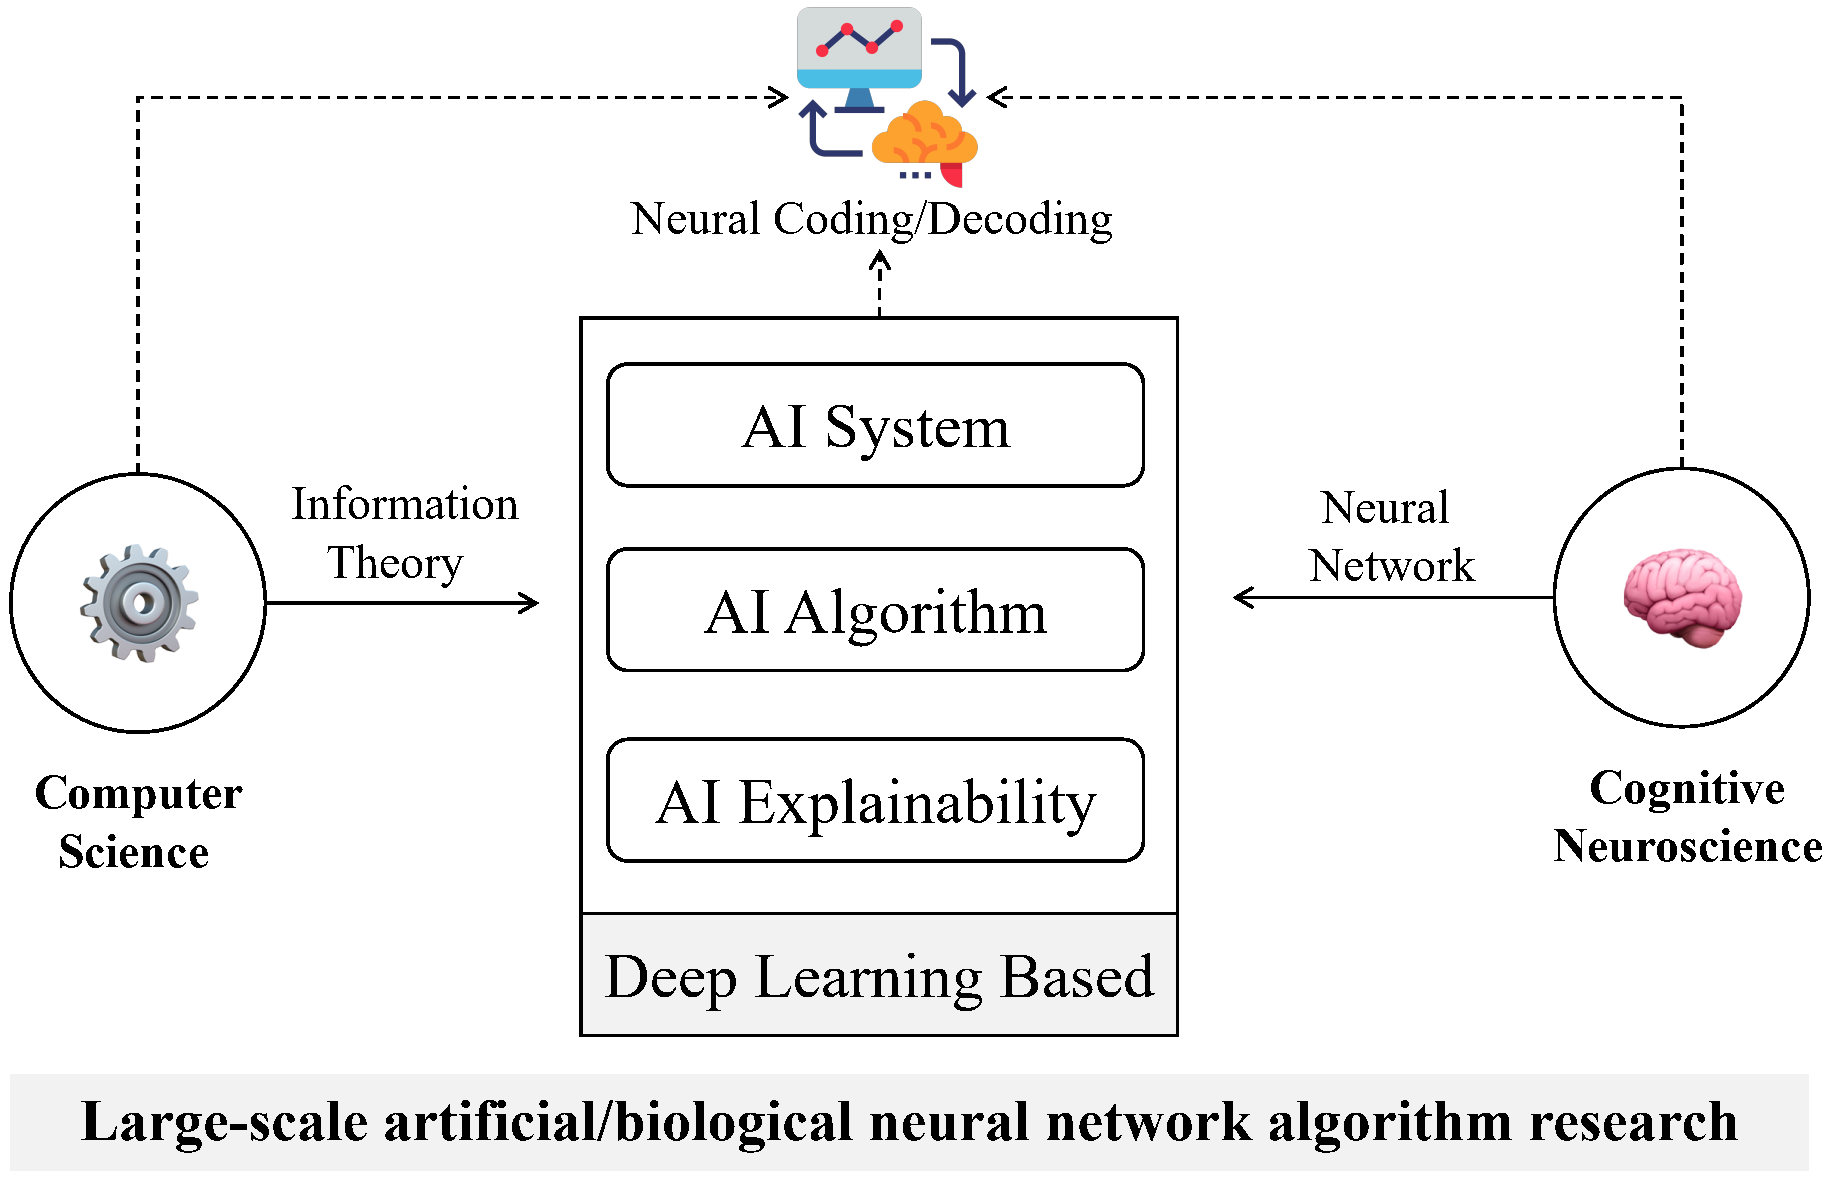 Neural Coding/Decoding
AI System
Information
Theory
Neural
Network
AI Algorithm
Computer
Science
AI Explainability
Cognitive
Neuroscience
Deep Learning Based
Large-scale artificial/biological neural network algorithm research